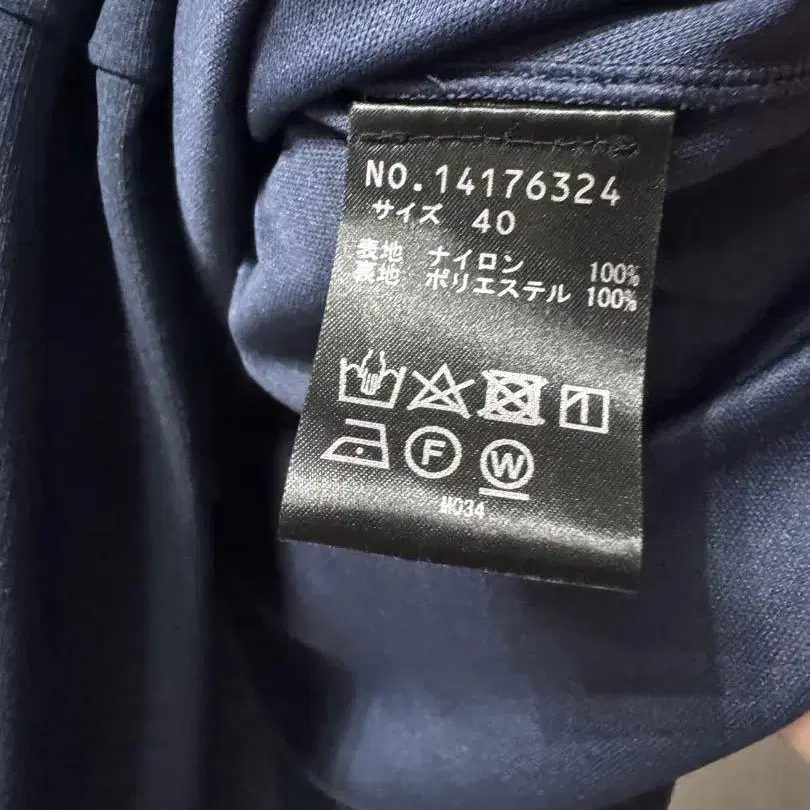 NO.14176324
サイズ 40
表地 ナイロン 100%
裏地 ポリエステル 100%
F W
M034